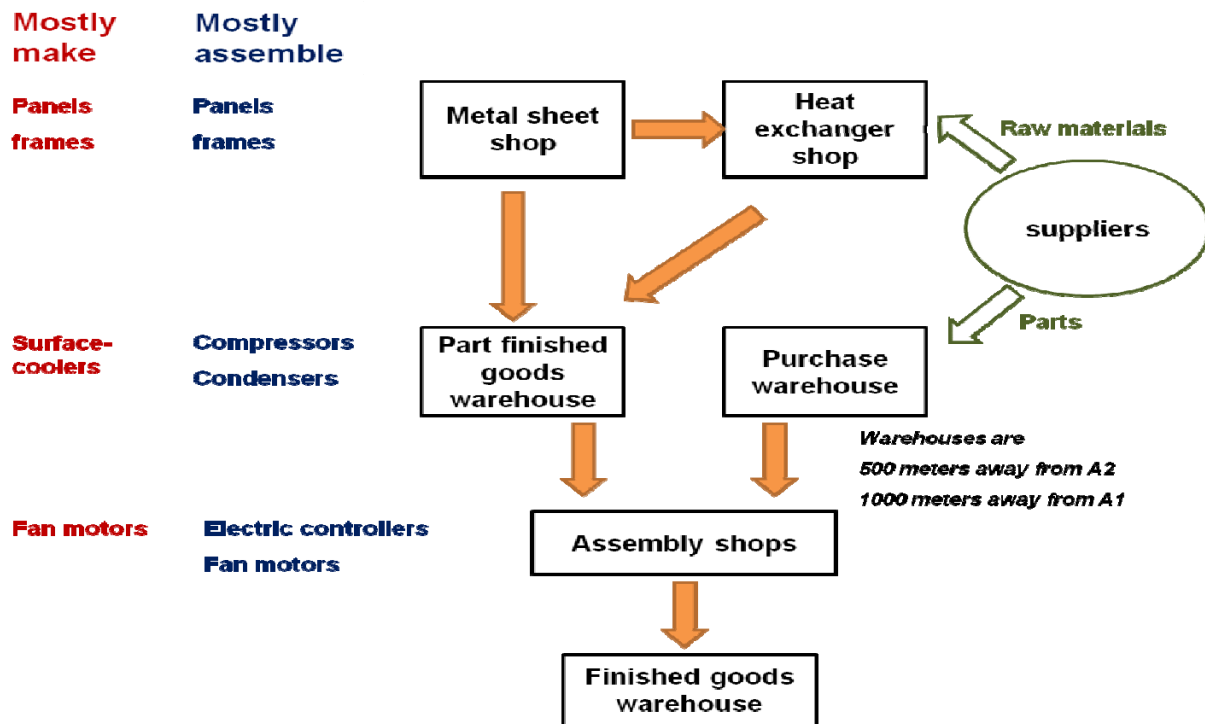 Mostly
make
Mostly
assemble
Panels
frames
Panels
frames
Metal sheet
shop
Heat
exchanger
shop
Raw materials
suppliers
Parts
Surface-
coolers
Compressors
Condensers
Part finished
goods
warehouse
Purchase
warehouse
Warehouses are
500 meters away from A2
1000 meters away from A1
Fan motors
Electric controllers
Fan motors
Assembly shops
Finished goods
warehouse